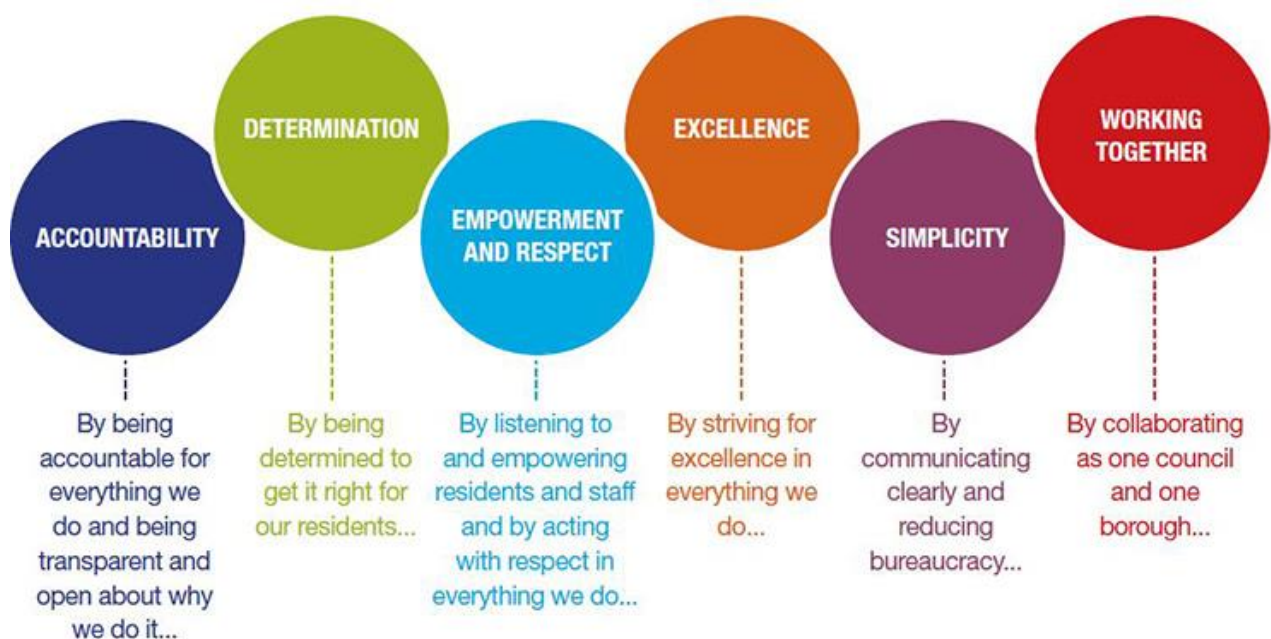 ACCOUNTABILITY
By being
accountable for
everything we
do and being
transparent and
open about why
we do it...
DETERMINATION
By being
determined to
get it right for
our residents...
EMPOWERMENT
AND RESPECT
By listening to
and empowering
residents and staff
and by acting
with respect in
everything we do...
EXCELLENCE
By striving for
excellence in
everything we
do...
SIMPLICITY
By
communicating
clearly and
reducing
bureaucracy...
WORKING
TOGETHER
By collaborating
as one council
and one
borough...